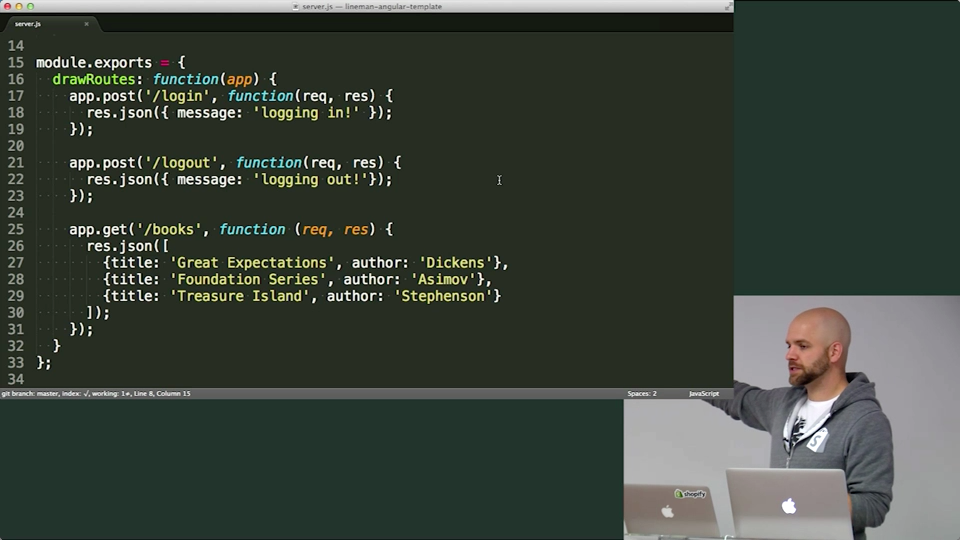 server.js — lineman-angular-template
server.js
14
15 module.exports = {
16 drawRoutes: function(app) {
17 app.post('/login', function(req, res) {
18 res.json({ message: 'logging in!' });
19 });
20
21 app.post('/logout', function(req, res) {
22 res.json({ message: 'logging out!'});
23 });
24
25 app.get('/books', function (req, res) {
26 res.json([
27 {title: 'Great Expectations', author: 'Dickens'},
28 {title: 'Foundation Series', author: 'Asimov'},
29 {title: 'Treasure Island', author: 'Stephenson'}
30 ]);
31 });
32 }
33 };
34
git branch: master, index: √, working: 1≠, Line 8, Column 15
Spaces: 2
JavaScript
shopify